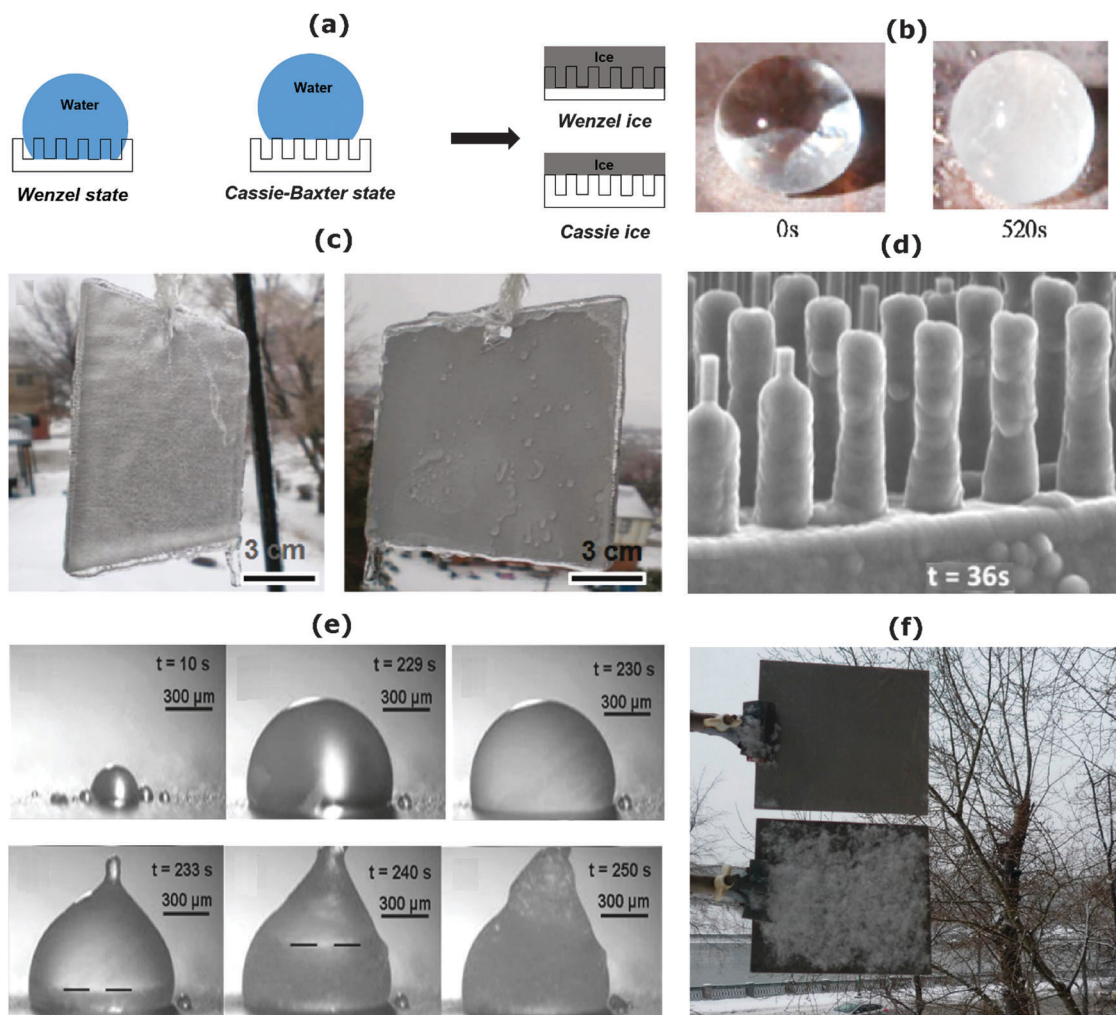 (a)
Water
Wenzel state
Water
Cassie-Baxter state
Ice
Wenzel ice
Ice
Cassie ice
(b)
0s
520s
(c)
3 cm
3 cm
(d)
t = 36s
(e)
t = 10 s
300 µm
t = 229 s
300 µm
t = 230 s
300 µm
t = 233 s
300 µm
t = 240 s
300 µm
t = 250 s
300 µm
(f)